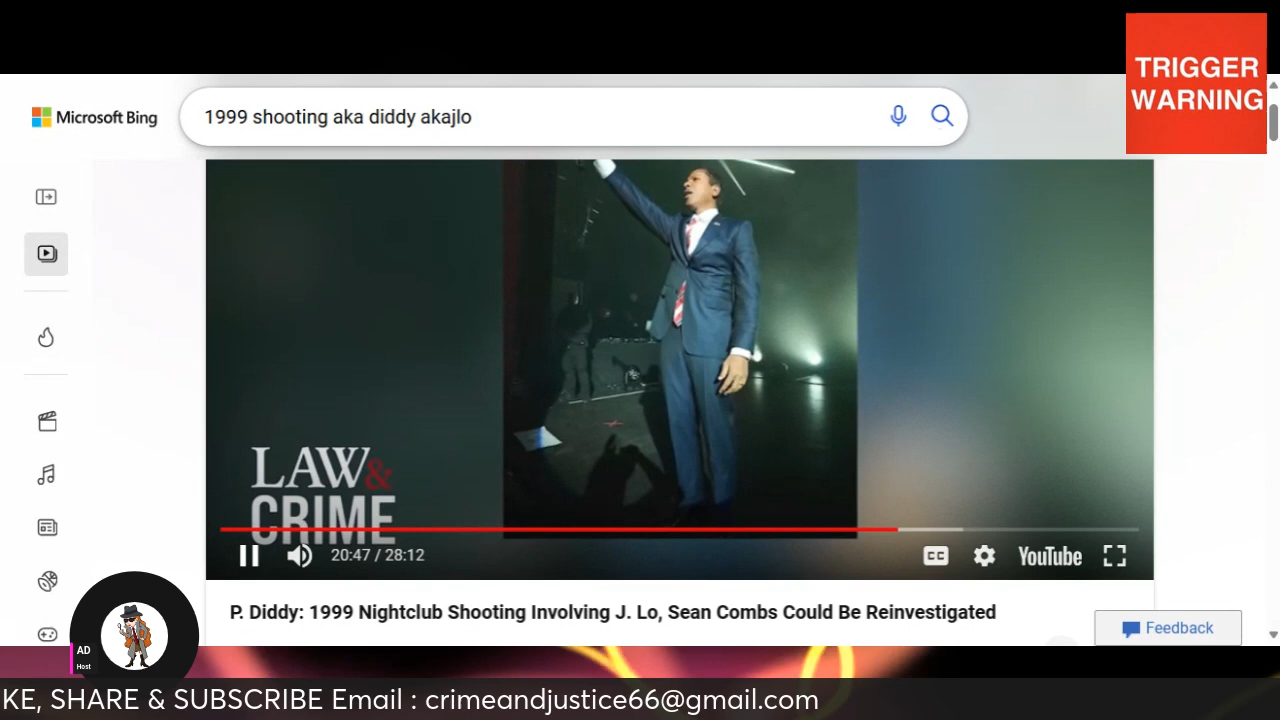 TRIGGER
WARNING
Microsoft Bing
1999 shooting aka diddy akajlo
LAW&
CRIME
20:47 / 28:12
CC
YouTube
P. Diddy: 1999 Nightclub Shooting Involving J. Lo, Sean Combs Could Be Reinvestigated
Feedback
AD
Host
KE, SHARE & SUBSCRIBE Email : crimeandjustice66@gmail.com